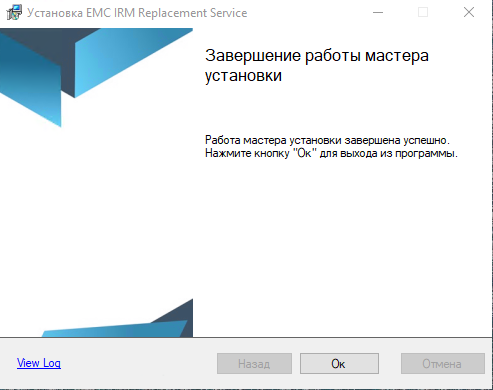 Установка EMC IRM Replacement Service
Завершение работы мастера
установки
Работа мастера установки завершена успешно.
Нажмите кнопку "Ок" для выхода из программы.
View Log
Назад
Ок
Отмена